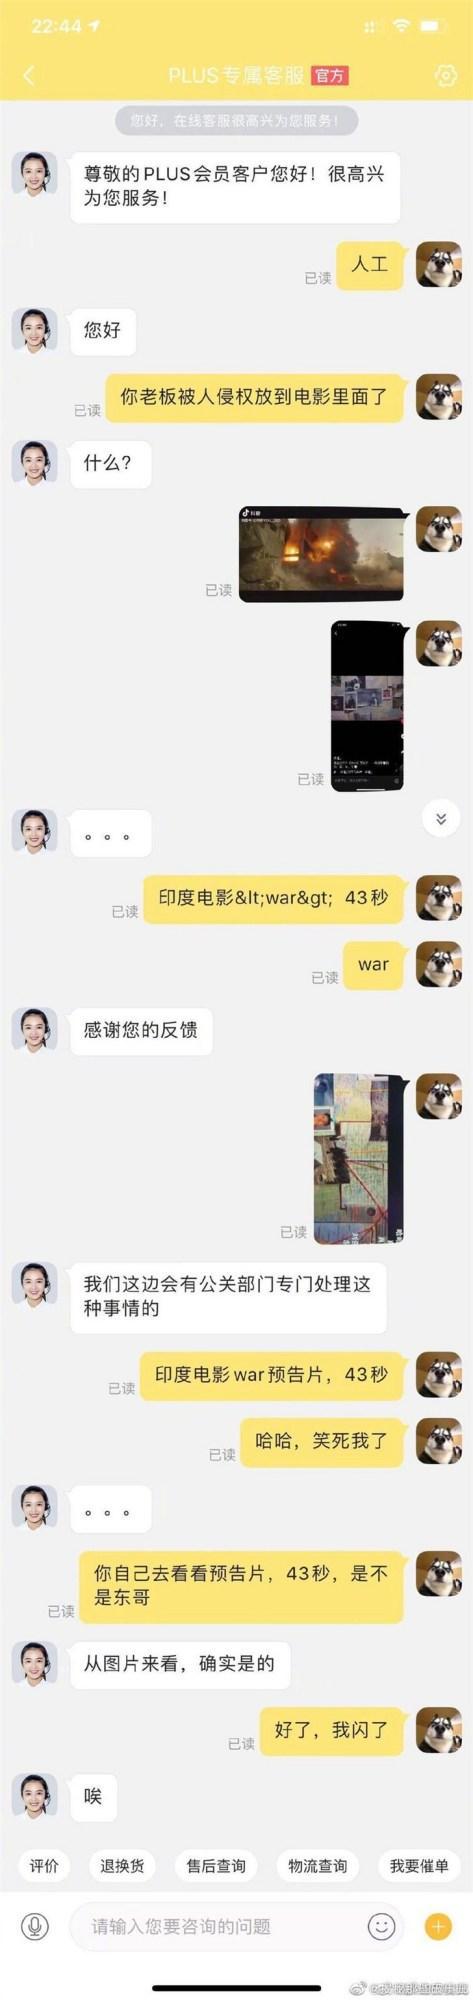 22:44
PLUS专属客服 官方
您好，在线客服很高兴为您服务！
尊敬的PLUS会员客户您好！很高兴
为您服务！
人工
已读
您好
你老板被人侵权放到电影里面了
已读
什么？
抖音
已读
已读
。。。
印度电影&lt;war&gt; 43秒
已读
war
已读
感谢您的反馈
已读
我们这边会有公关部门专门处理这
种事情的
印度电影war预告片，43秒
已读
哈哈，笑死我了
已读
。。。
你自己去看看预告片，43秒，是不
是东哥
已读
从图片来看，确实是的
好了，我闪了
已读
唉
评价
退换货
售后查询
物流查询
我要催单
请输入您要咨询的问题